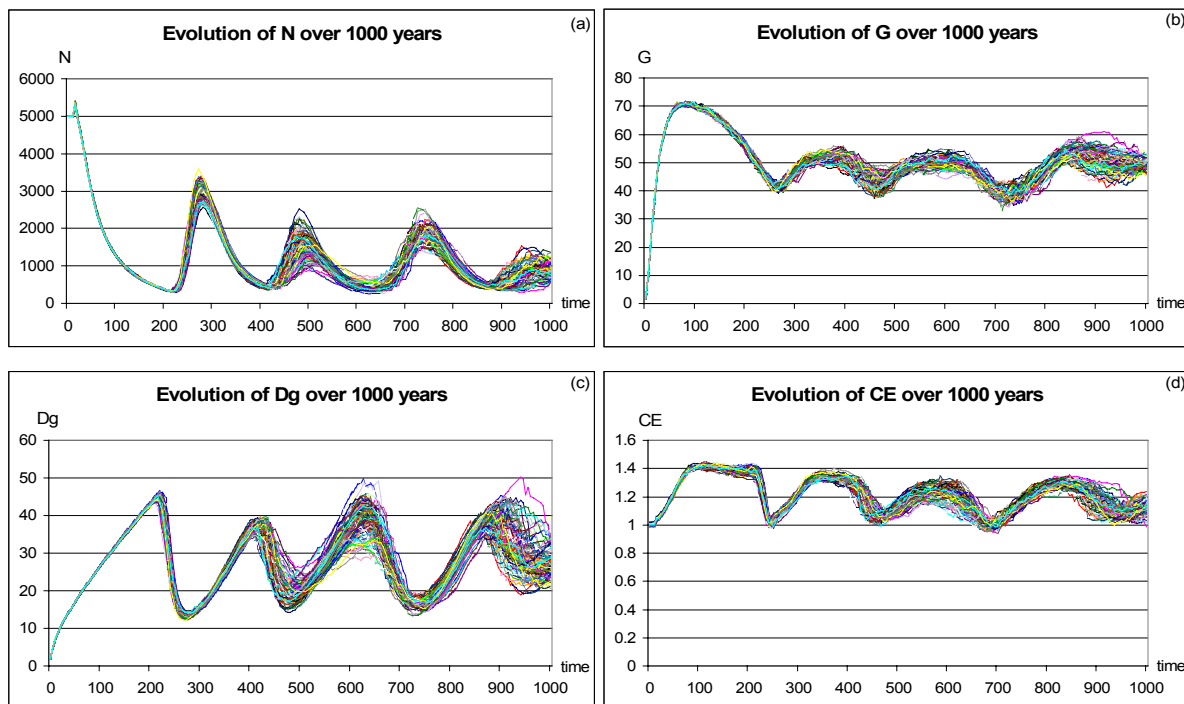 (a)
Evolution of N over 1000 years
N
6000
5000
4000
3000
2000
1000
0
0 100 200 300 400 500 600 700 800 900 1000
time
(b)
Evolution of G over 1000 years
G
80
70
60
50
40
30
20
10
0
0 100 200 300 400 500 600 700 800 900 1000
time
(c)
Evolution of Dg over 1000 years
Dg
60
50
40
30
20
10
0
0 100 200 300 400 500 600 700 800 900 1000
time
(d)
Evolution of CE over 1000 years
CE
1.6
1.4
1.2
1
0.8
0.6
0.4
0.2
0
0 100 200 300 400 500 600 700 800 900 1000
time